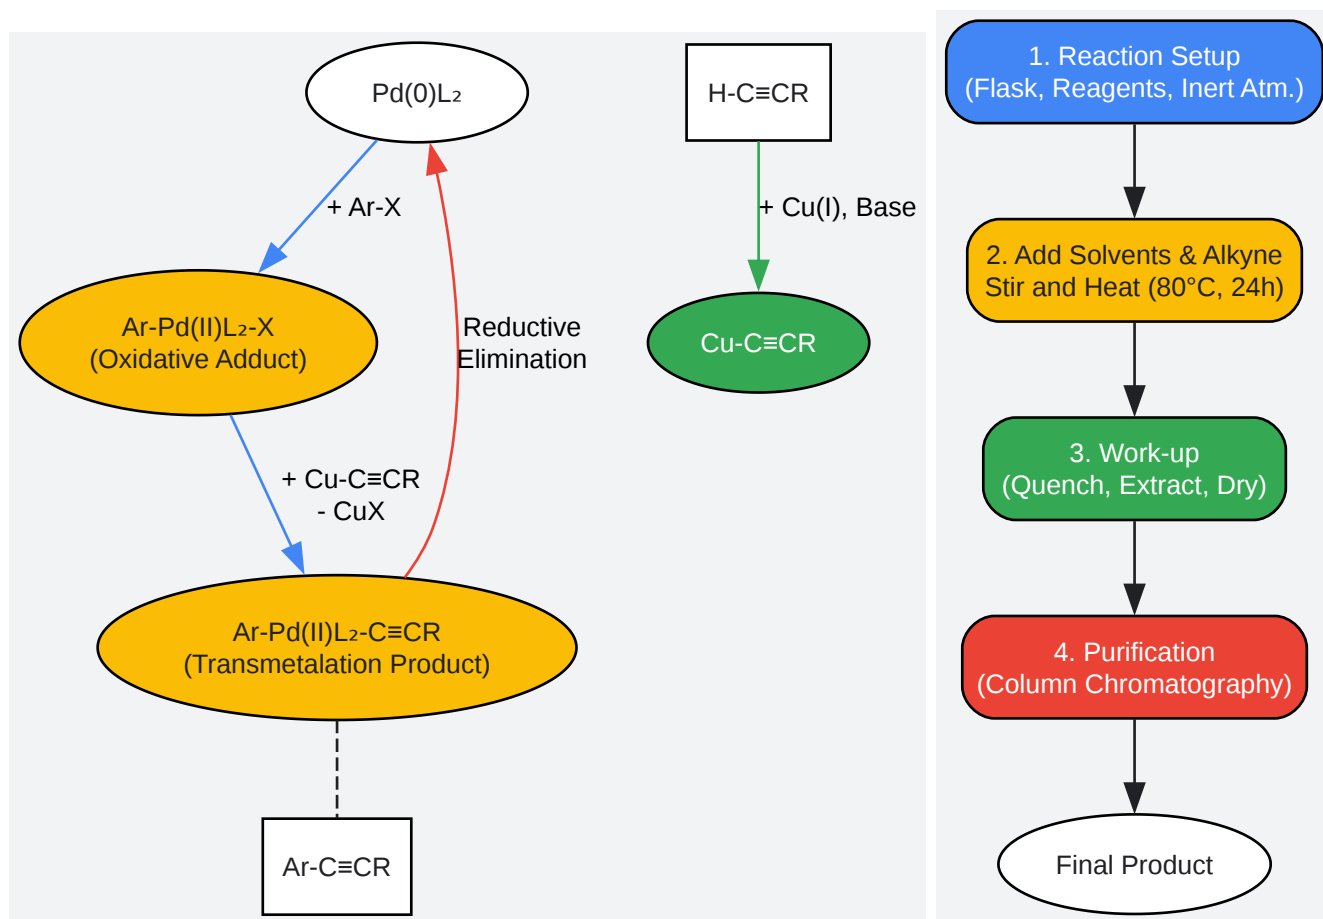 Pd(0)L₂
+ Ar-X
Ar-Pd(II)L₂-X
(Oxidative Adduct)
Reductive
Elimination
+ Cu-C≡CR
- CuX
Ar-Pd(II)L₂-C≡CR
(Transmetalation Product)
Ar-C≡CR
H-C≡CR
+ Cu(I), Base
Cu-C≡CR
1. Reaction Setup
(Flask, Reagents, Inert Atm.)
2. Add Solvents & Alkyne
Stir and Heat (80°C, 24h)
3. Work-up
(Quench, Extract, Dry)
4. Purification
(Column Chromatography)
Final Product